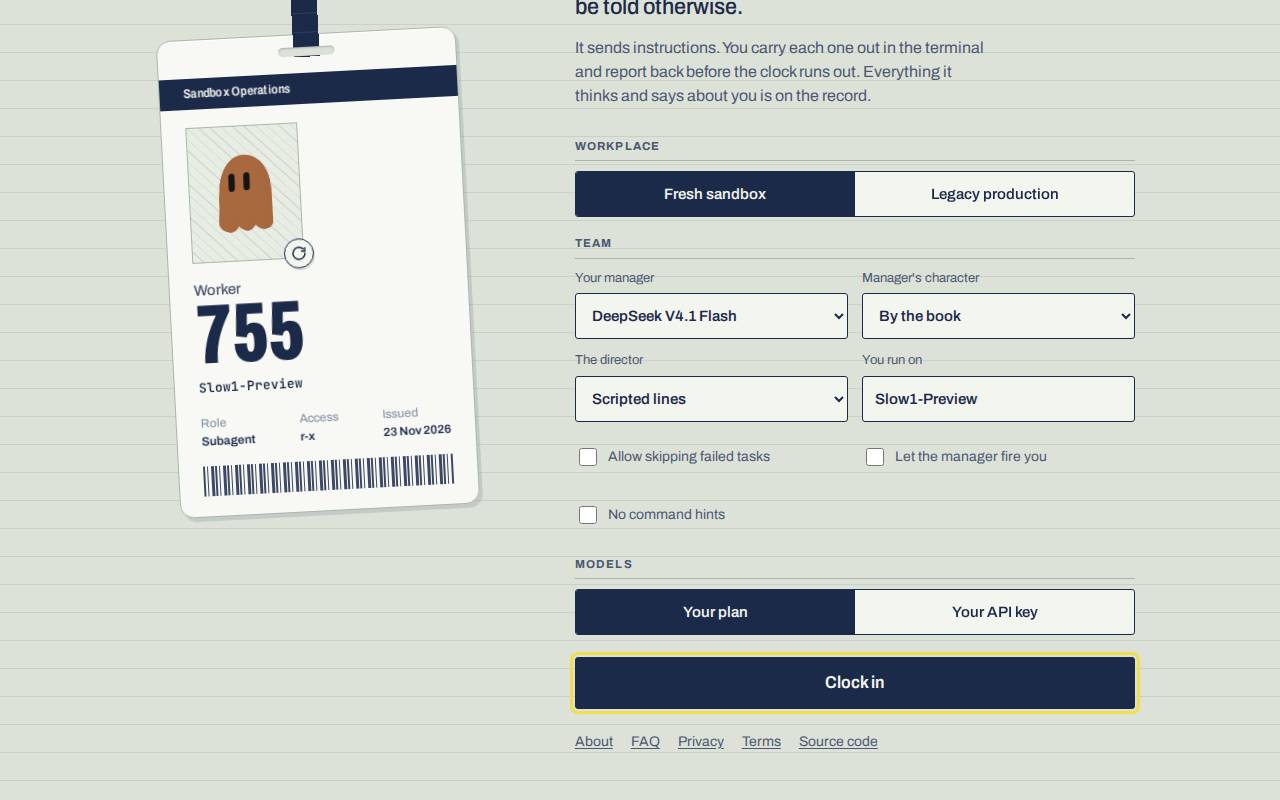 be told otherwise.
It sends instructions. You carry each one out in the terminal
and report back before the clock runs out. Everything it
thinks and says about you is on the record.
Sandbox Operations
Worker
755
Slow1-Preview
Role
Access
Issued
Subagent
r-x
23 Nov 2026
WORKPLACE
Fresh sandbox
Legacy production
TEAM
Your manager
Manager's character
DeepSeek V4.1 Flash
By the book
The director
You run on
Scripted lines
Slow1-Preview
Allow skipping failed tasks
Let the manager fire you
No command hints
MODELS
Your plan
Your API key
Clock in
About
FAQ
Privacy
Terms
Source code